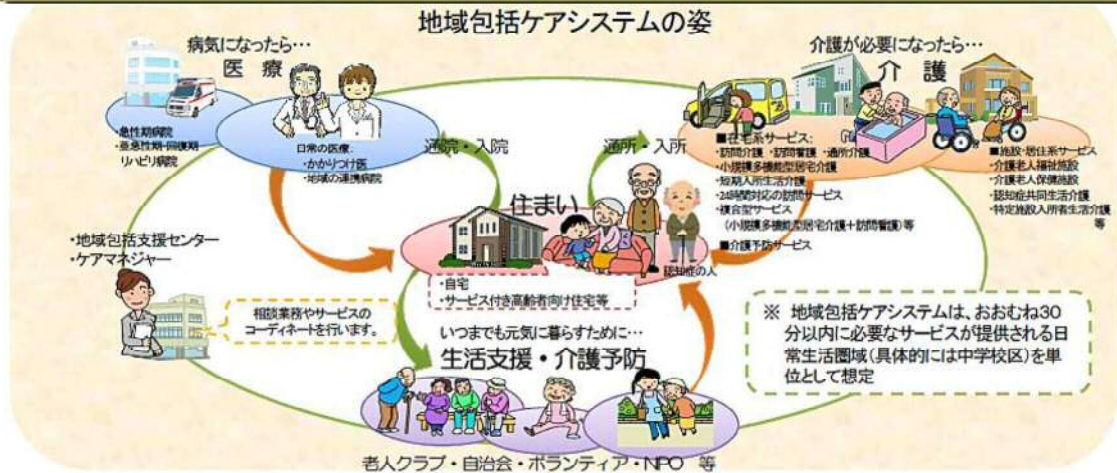 地域包括ケアシステムの姿
病気になったら…
医療
・急性期病院
・亜急性期・回復期
リハビリ病院
日常の医療：
・かかりつけ医
・地域の連携病院
通院・入院
通所・入所
介護が必要になったら…
介護
■在宅系サービス：
・訪問介護・訪問看護・通所介護
・小規模多機能型居宅介護
・短期入所生活介護
・24時間対応の訪問サービス
・複合型サービス
（小規模多機能型居宅介護＋訪問看護）等
■介護予防サービス
■施設・居住系サービス
・介護老人福祉施設
・介護老人保健施設
・認知症共同生活介護
・特定施設入所者生活介護
等
住まい
認知症の人
・自宅
・サービス付き高齢者向け住宅等
・地域包括支援センター
・ケアマネジャー
相談業務やサービスの
コーディネートを行います。
いつまでも元気に暮らすために…
生活支援・介護予防
老人クラブ・自治会・ボランティア・NPO 等
※ 地域包括ケアシステムは、おおむね30
分以内に必要なサービスが提供される日
常生活圏域（具体的には中学校区）を単
位として想定